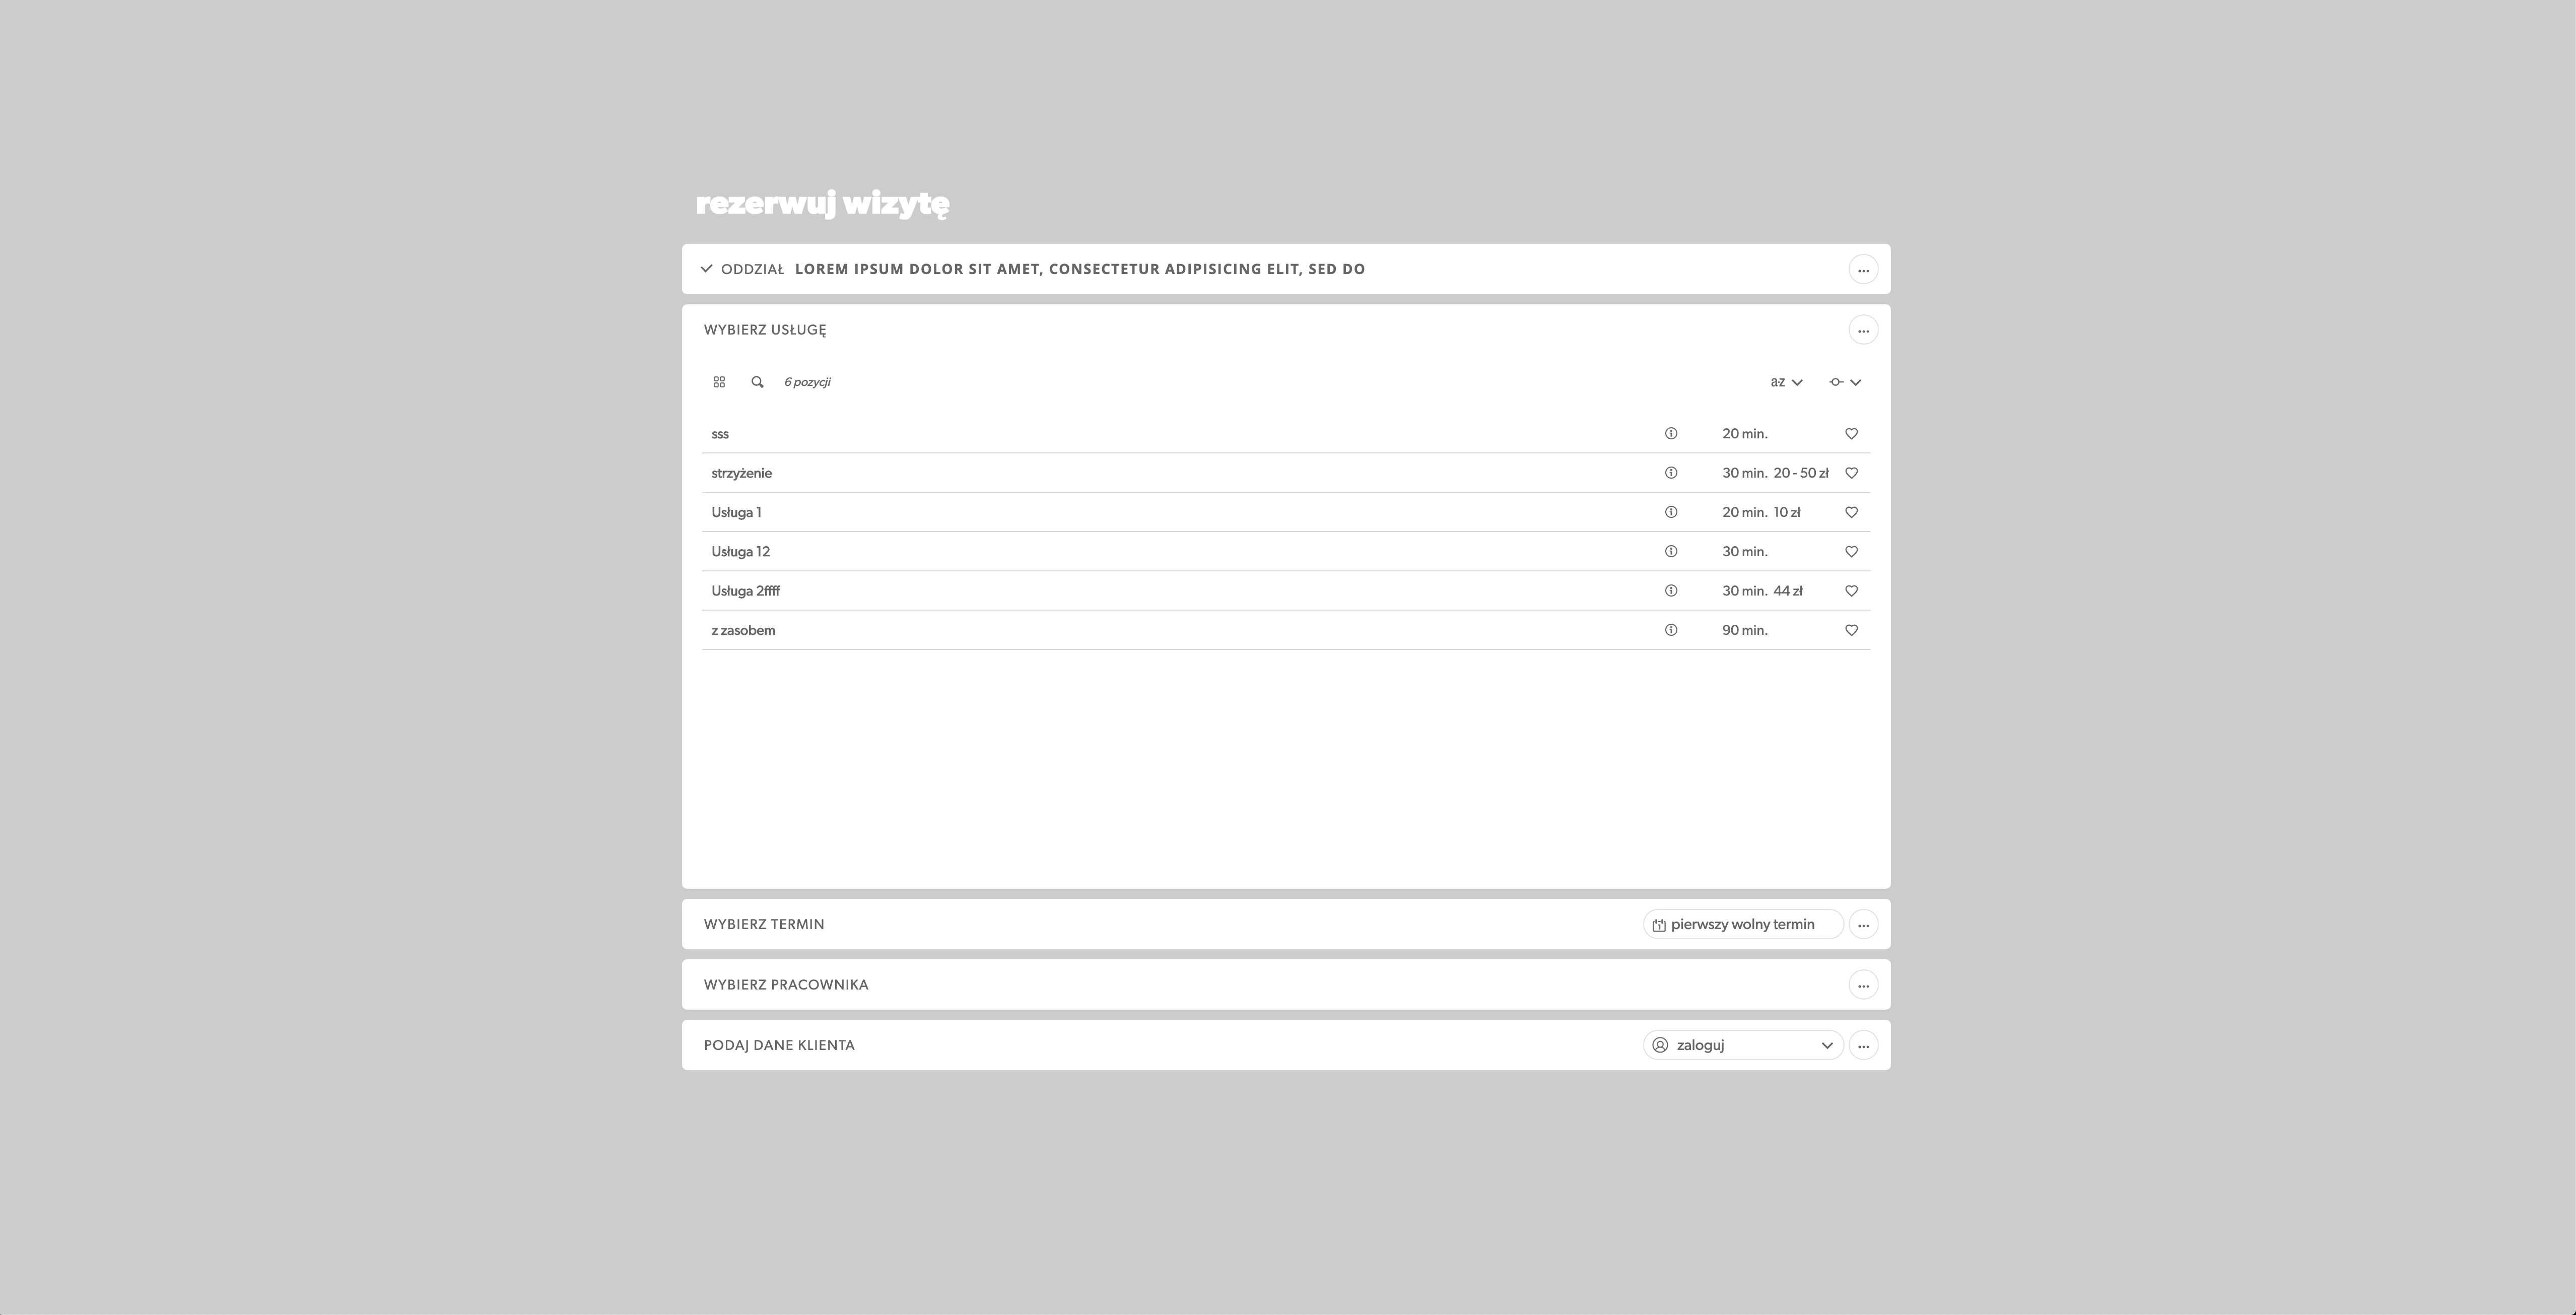 rezerwuj wizytę
ODDZIAŁ LOREM IPSUM DOLOR SIT AMET, CONSECTETUR ADIPISICING ELIT, SED DO
WYBIERZ USŁUGĘ
6 pozycji a-z
sss 20 min.
strzyżenie 30 min. 20 - 50 zł
Usługa 1 20 min. 10 zł
Usługa 12 30 min.
Usługa 2ffff 30 min. 44 zł
z zasobem 90 min.
WYBIERZ TERMIN pierwszy wolny termin
WYBIERZ PRACOWNIKA
PODAJ DANE KLIENTA zaloguj